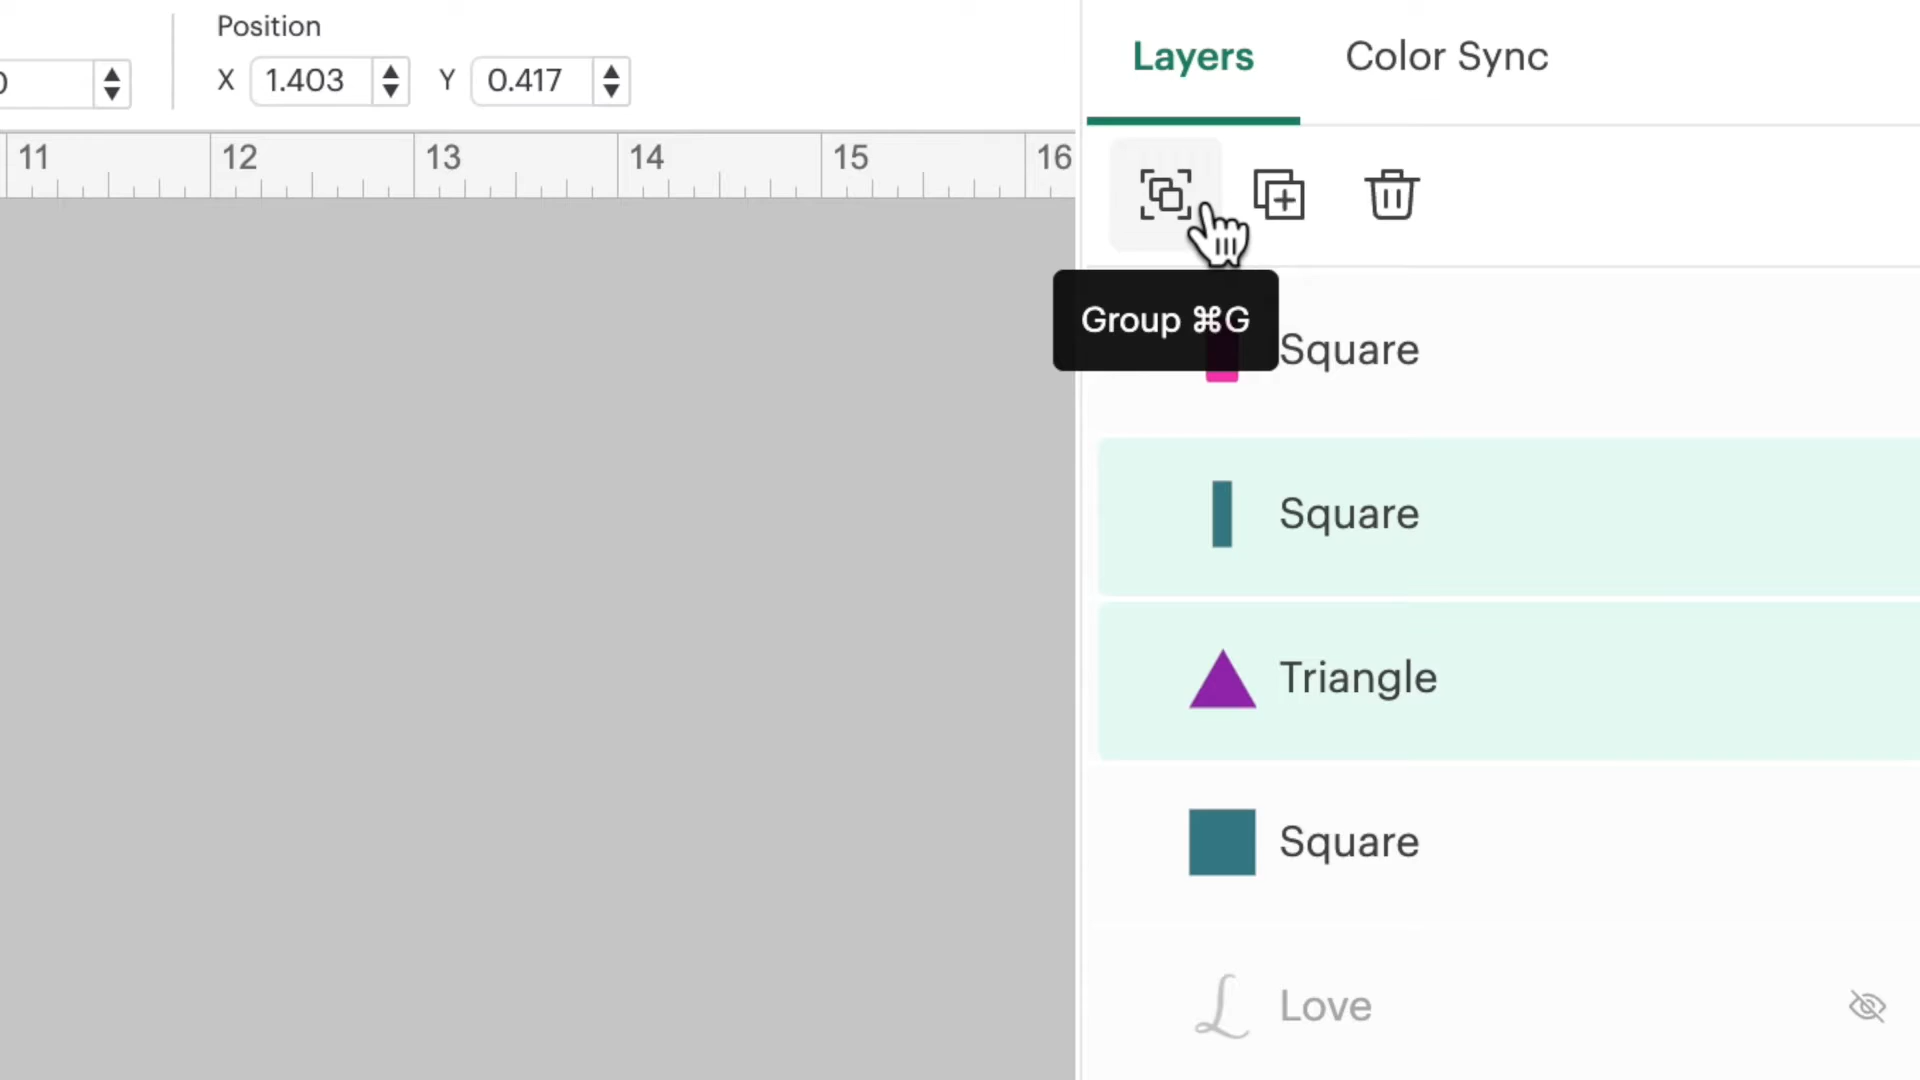 Position
X 1.403 Y 0.417
11 12 13 14 15 16
Layers Color Sync
Group ⌘G
Square
Square
Triangle
Square
L Love